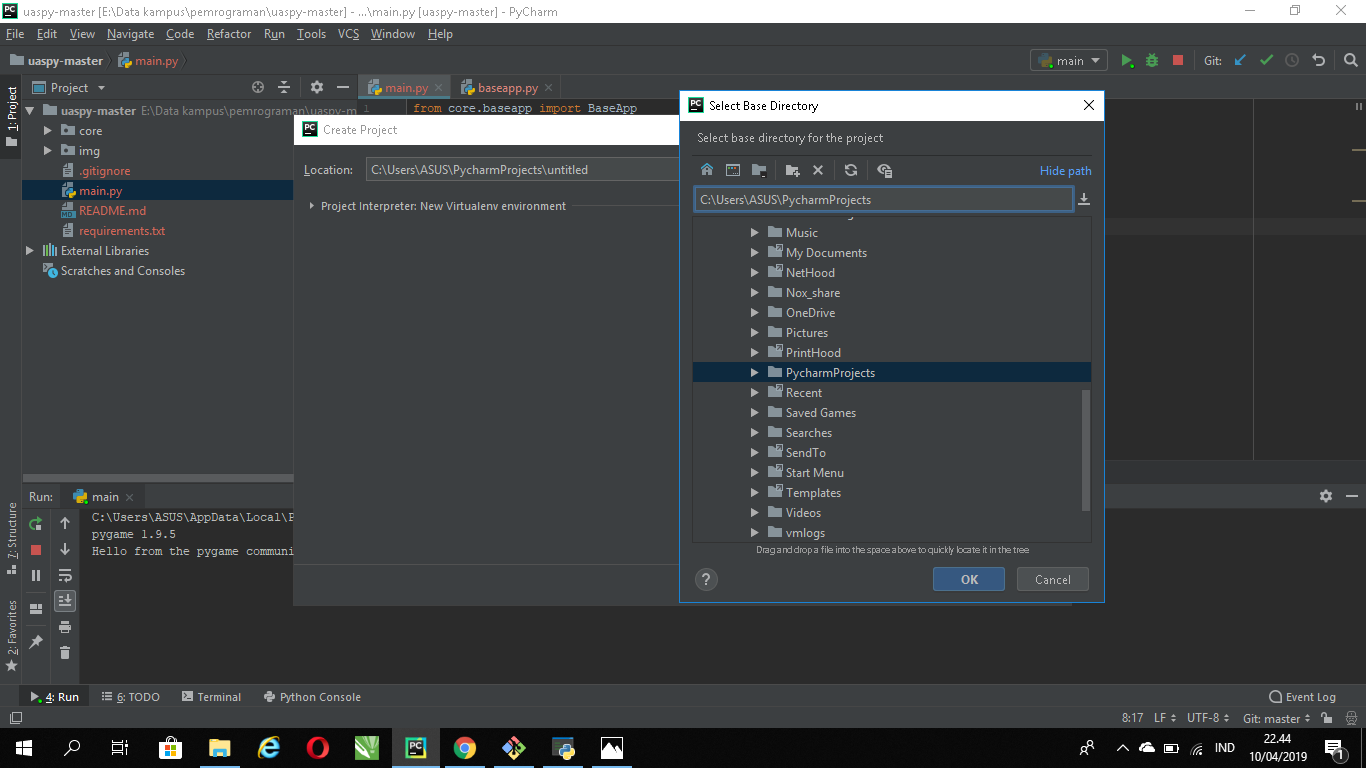 uaspy-master [E:\Data kampus\pemrograman\uaspy-master] - ...\main.py [uaspy-master] - PyCharm
File Edit View Navigate Code Refactor Run Tools VCS Window Help
uaspy-master main.py
main Git:
1: Project
Project
main.py baseapp.py
uaspy-master E:\Data kampus\pemrograman\uaspy-m
core
img
.gitignore
main.py
README.md
requirements.txt
External Libraries
Scratches and Consoles
1 from core.baseapp import BaseApp
Create Project
Location: C:\Users\ASUS\PycharmProjects\untitled
Project Interpreter: New Virtualenv environment
Select Base Directory
Select base directory for the project
Hide path
C:\Users\ASUS\PycharmProjects
Music
My Documents
NetHood
Nox_share
OneDrive
Pictures
PrintHood
PycharmProjects
Recent
Saved Games
Searches
SendTo
Start Menu
Templates
Videos
vmlogs
Drag and drop a file into the space above to quickly locate it in the tree
? OK Cancel
Run: main
C:\Users\ASUS\AppData\Local\P
pygame 1.9.5
Hello from the pygame communi
7: Structure
2: Favorites
4: Run 6: TODO Terminal Python Console Event Log
8:17 LF UTF-8 Git: master
IND 22.44
10/04/2019 1